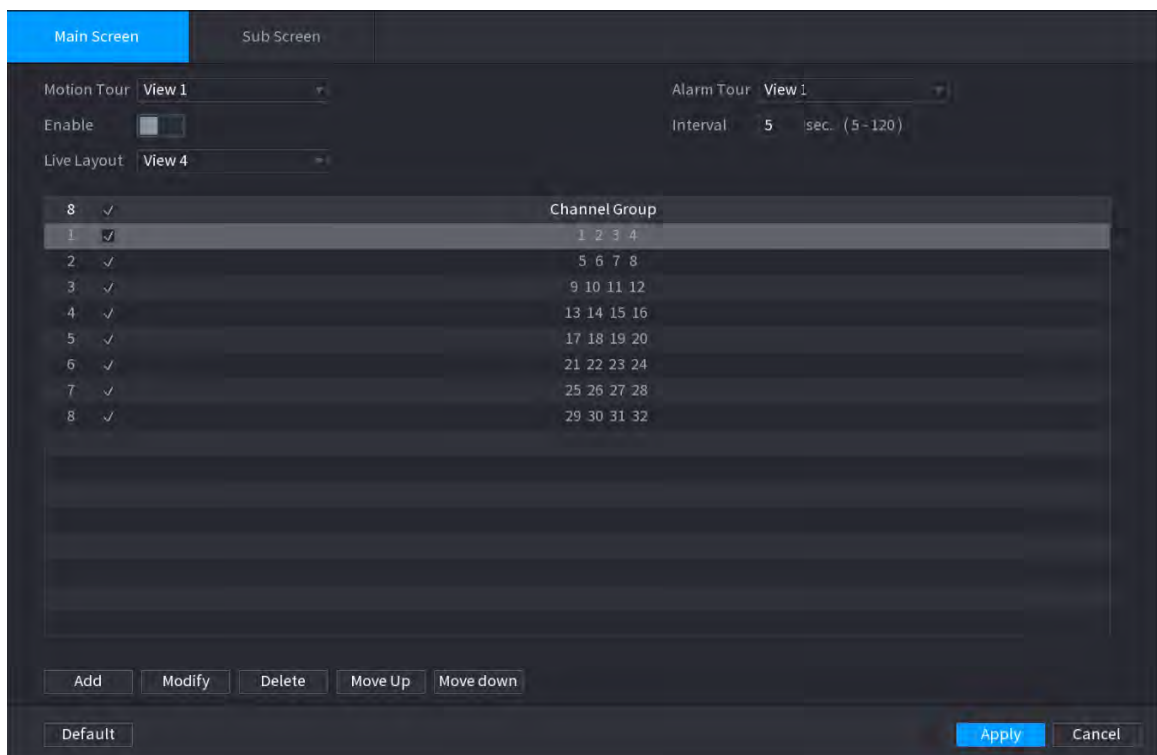 Main Screen Sub Screen
Motion Tour View 1 Alarm Tour View 1
Enable Interval 5 sec. (5-120)
Live Layout View 4
8 Channel Group
1 1 2 3 4
2 5 6 7 8
3 9 10 11 12
4 13 14 15 16
5 17 18 19 20
6 21 22 23 24
7 25 26 27 28
8 29 30 31 32
Add Modify Delete Move Up Move down
Default Apply Cancel